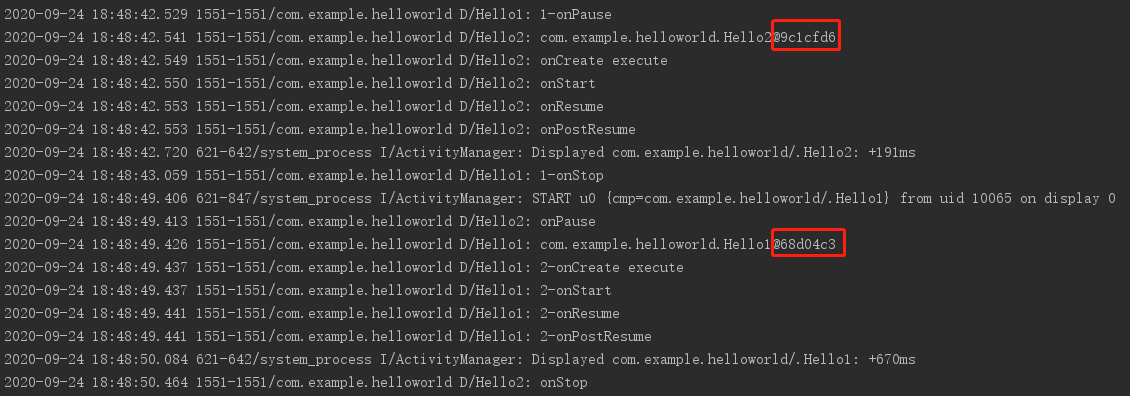 2020-09-24 18:48:42.529 1551-1551/com.example.helloworld D/Hello1: 1-onPause
2020-09-24 18:48:42.541 1551-1551/com.example.helloworld D/Hello2: com.example.helloworld.Hello2@9c1cfd6
2020-09-24 18:48:42.549 1551-1551/com.example.helloworld D/Hello2: onCreate execute
2020-09-24 18:48:42.550 1551-1551/com.example.helloworld D/Hello2: onStart
2020-09-24 18:48:42.553 1551-1551/com.example.helloworld D/Hello2: onResume
2020-09-24 18:48:42.553 1551-1551/com.example.helloworld D/Hello2: onPostResume
2020-09-24 18:48:42.720 621-642/system_process I/ActivityManager: Displayed com.example.helloworld/.Hello2: +191ms
2020-09-24 18:48:43.059 1551-1551/com.example.helloworld D/Hello1: 1-onStop
2020-09-24 18:48:49.406 621-847/system_process I/ActivityManager: START u0 {cmp=com.example.helloworld/.Hello1} from uid 10065 on display 0
2020-09-24 18:48:49.413 1551-1551/com.example.helloworld D/Hello2: onPause
2020-09-24 18:48:49.426 1551-1551/com.example.helloworld D/Hello1: com.example.helloworld.Hello1@68d04c3
2020-09-24 18:48:49.437 1551-1551/com.example.helloworld D/Hello1: 2-onCreate execute
2020-09-24 18:48:49.437 1551-1551/com.example.helloworld D/Hello1: 2-onStart
2020-09-24 18:48:49.441 1551-1551/com.example.helloworld D/Hello1: 2-onResume
2020-09-24 18:48:49.441 1551-1551/com.example.helloworld D/Hello1: 2-onPostResume
2020-09-24 18:48:50.084 621-642/system_process I/ActivityManager: Displayed com.example.helloworld/.Hello1: +670ms
2020-09-24 18:48:50.464 1551-1551/com.example.helloworld D/Hello2: onStop